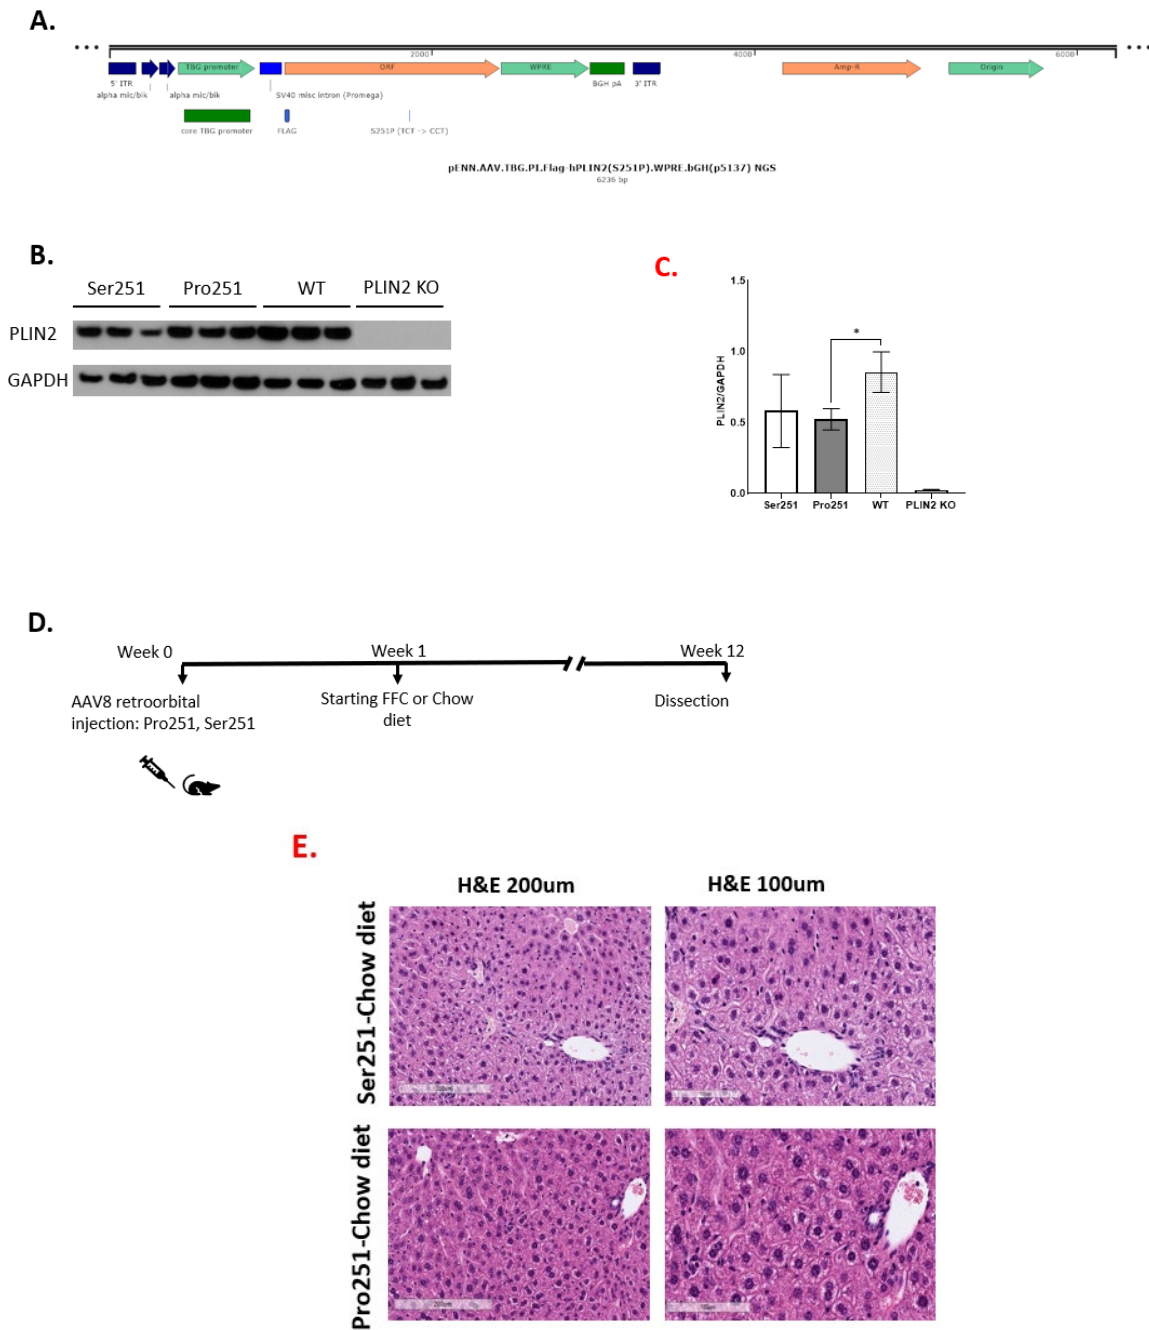 A.
2000
4000
6000
TBG promoter
ORF
WPRE
Amp-R
Origin
5' ITR
BGH pA
3' ITR
alpha mic/bik
alpha mic/bik
SV40 misc intron (Promega)
core TBG promoter
FLAG
S251P (TCT -> CCT)
pENN.AAV.TBG.PI.Flag-hPLIN2(S251P).WPRE.bGH(p5137) NGS
6236 bp
B.
Ser251
Pro251
WT
PLIN2 KO
PLIN2
GAPDH
C.
1.5
1.0
0.5
0.0
PLIN2/GAPDH
*
Ser251
Pro251
WT
PLIN2 KO
D.
Week 0
Week 1
Week 12
AAV8 retroorbital
injection: Pro251, Ser251
Starting FFC or Chow
diet
Dissection
E.
H&E 200um
H&E 100um
Ser251-Chow diet
Pro251-Chow diet
200um